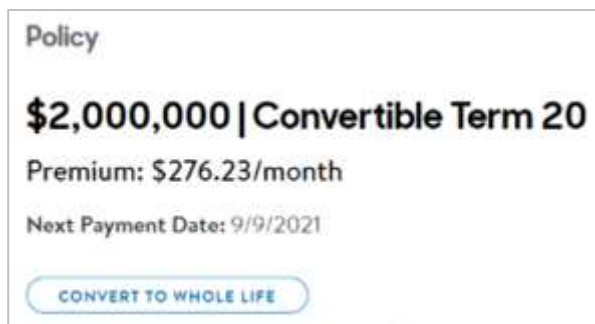 Policy
$2,000,000 | Convertible Term 20
Premium: $276.23/month
Next Payment Date: 9/9/2021
CONVERT TO WHOLE LIFE